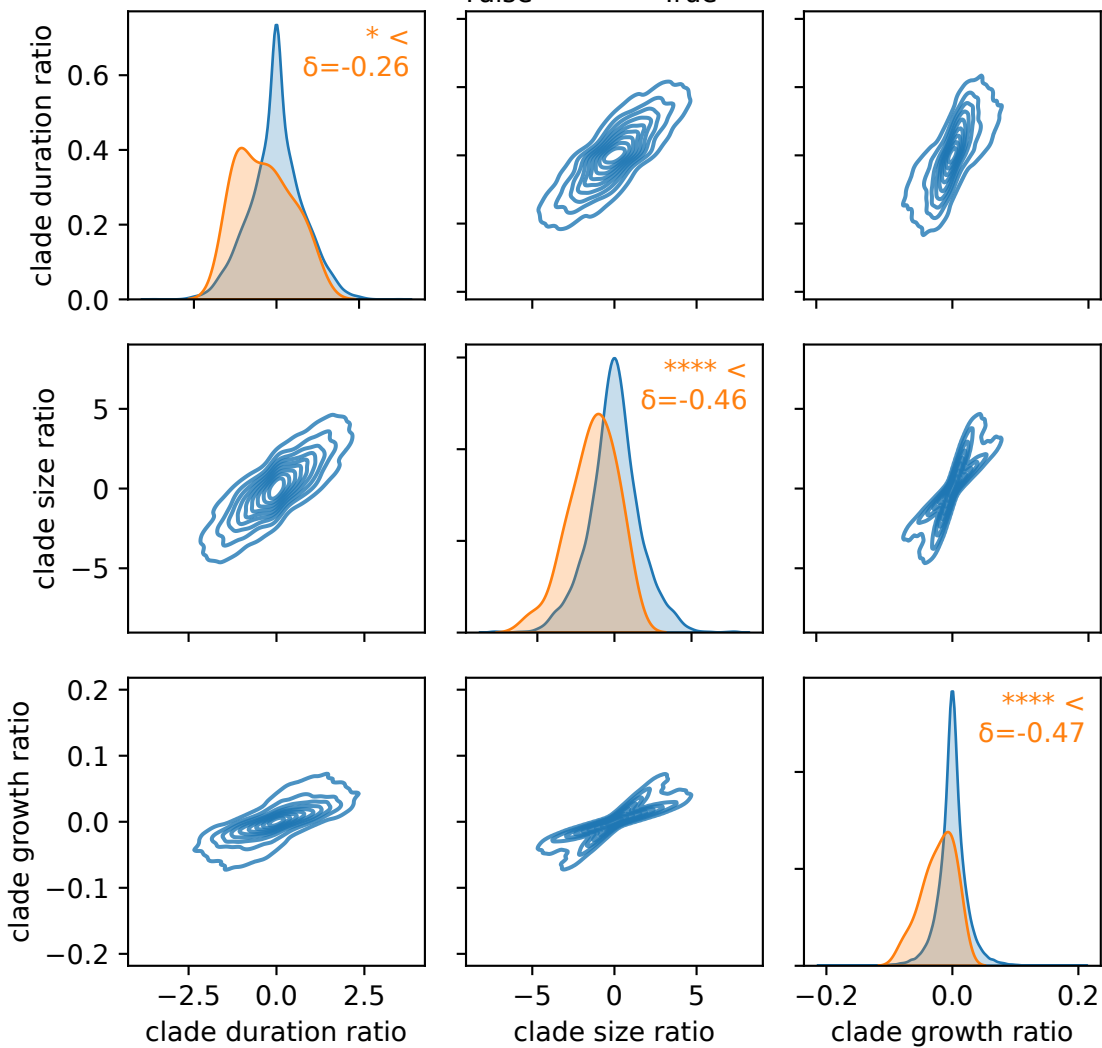 clade duration ratio
0.6
0.4
0.2
0.0
* <
δ=-0.26
clade size ratio
5
0
−5
**** <
δ=-0.46
clade growth ratio
0.2
0.1
0.0
−0.1
−0.2
**** <
δ=-0.47
−2.5 0.0 2.5
−5 0 5
−0.2 0.0 0.2
clade duration ratio
clade size ratio
clade growth ratio